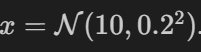 x = 𝒩(10, 0.2²).